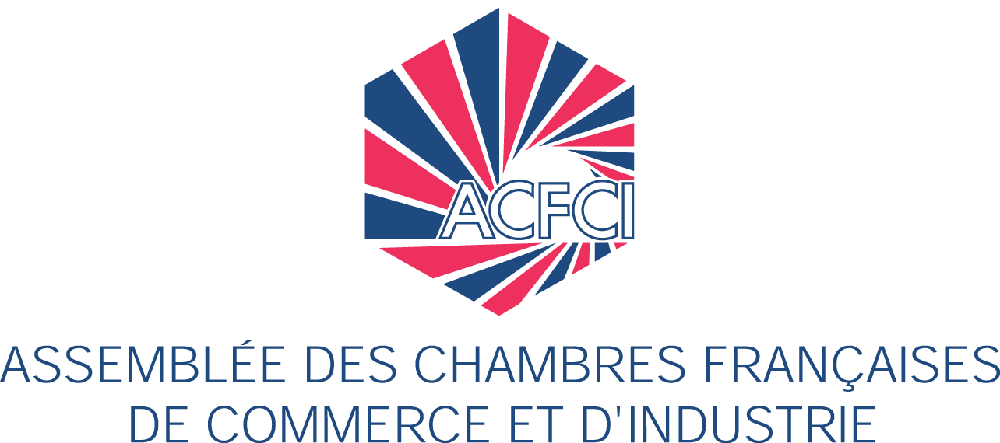 ACFCI
ASSEMBLÉE DES CHAMBRES FRANÇAISES
DE COMMERCE ET D'INDUSTRIE